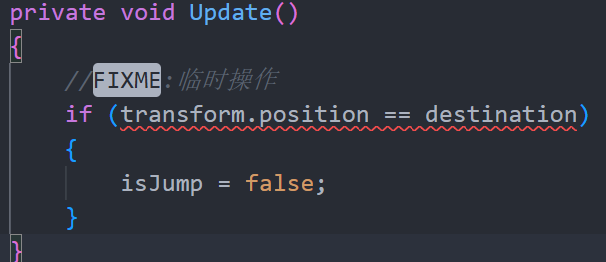 private void Update()
{
//FIXME:临时操作
if (transform.position == destination)
{
isJump = false;
}
}